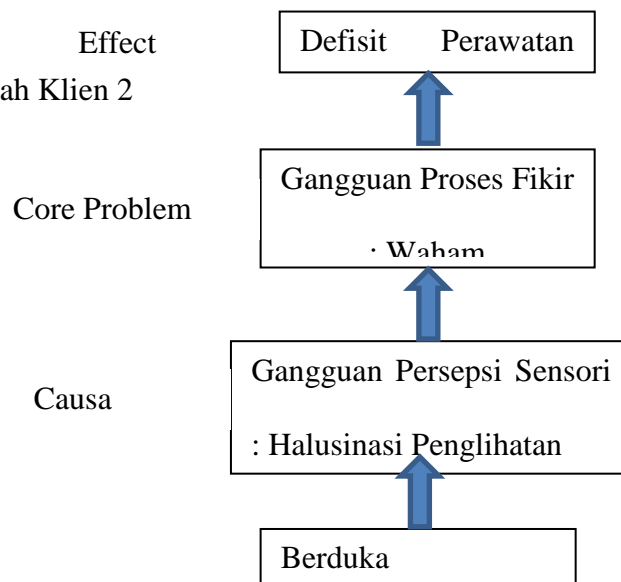 Effect
Defisit Perawatan
ah Klien 2
Gangguan Proses Fikir
Core Problem
: Waham
Gangguan Persepsi Sensori
Causa
: Halusinasi Penglihatan
Berduka